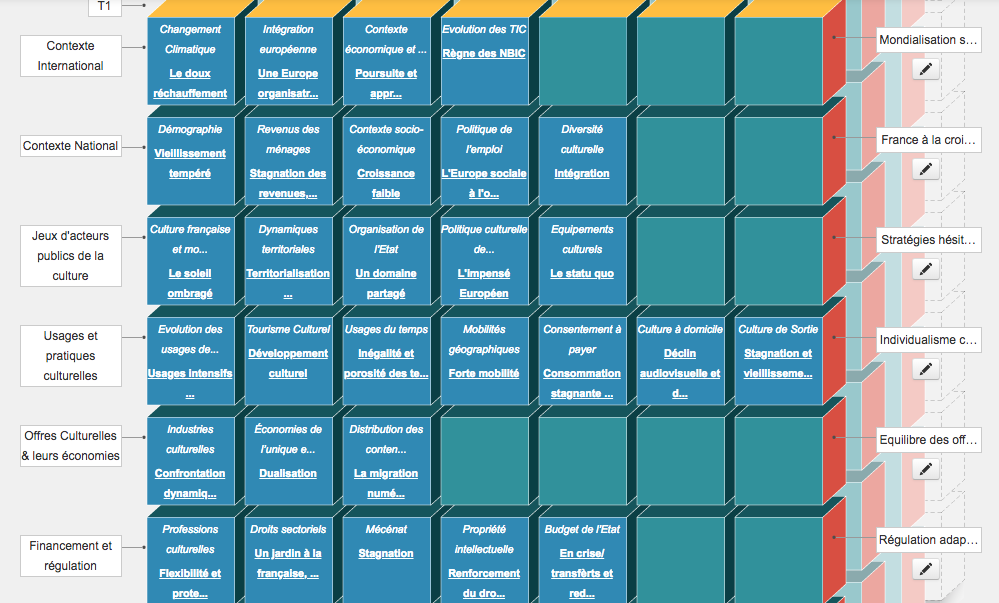 T1
Contexte
International
Changement
Climatique
Le doux
réchauffement
Intégration
européenne
Une Europe
organisatr...
Contexte
économique et ...
Poursuite et
appr...
Evolution des TIC
Règne des NBIC
Mondialisation s...
Contexte National
Démographie
Vieillissement
tempéré
Revenus des
ménages
Stagnation des
revenues,...
Contexte socio-
économique
Croissance
faible
Politique de
l'emploi
L'Europe sociale
à l'o...
Diversité
culturelle
Intégration
France à la croi...
Jeux d'acteurs
publics de la
culture
Culture française
et mo...
Le soleil
ombragé
Dynamiques
territoriales
Territorialisation
...
Organisation de
l'Etat
Un domaine
partagé
Politique culturelle
de...
L'impensé
Européen
Equipements
culturels
Le statu quo
Stratégies hésit...
Usages et
pratiques
culturelles
Evolution des
usages de...
Usages intensifs
...
Tourisme Culturel
Développement
culturel
Usages du temps
Inégalité et
porosité des te...
Mobilités
géographiques
Forte mobilité
Consentement à
payer
Consommation
stagnante ...
Culture à domicile
Déclin
audiovisuelle et
d...
Culture de Sortie
Stagnation et
vieillisseme...
Individualisme c...
Offres Culturelles
& leurs économies
Industries
culturelles
Confrontation
dynamiq...
Économies de
l'unique e...
Dualisation
Distribution des
conten...
La migration
numé...
Equilibre des off...
Financement et
régulation
Professions
culturelles
Flexibilité et
prote...
Droits sectoriels
Un jardin à la
française, ...
Mécénat
Stagnation
Propriété
intellectuelle
Renforcement
du dro...
Budget de l'Etat
En crise/
transfèrts et
red...
Régulation adap...